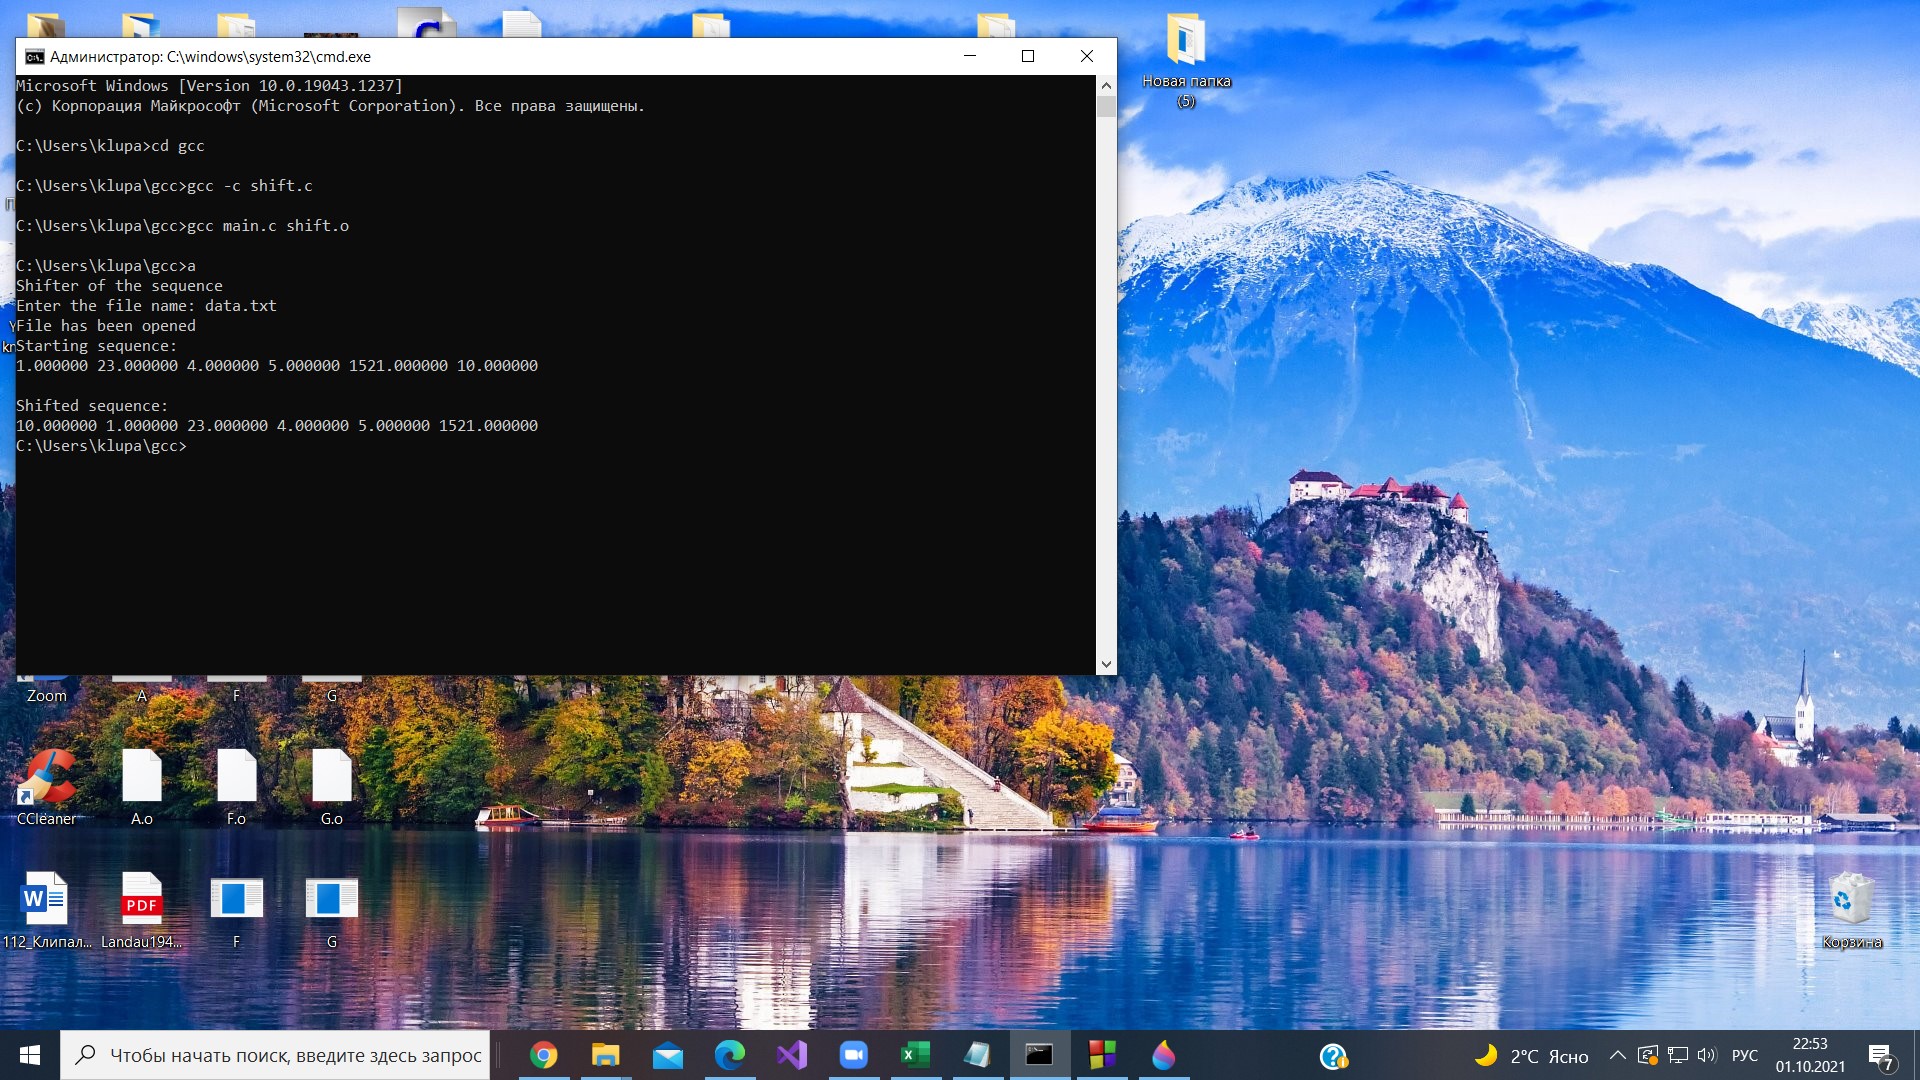 Администратор: C:\windows\system32\cmd.exe
Microsoft Windows [Version 10.0.19043.1237]
(c) Корпорация Майкрософт (Microsoft Corporation). Все права защищены.
C:\Users\klupa>cd gcc
C:\Users\klupa\gcc>gcc -c shift.c
C:\Users\klupa\gcc>gcc main.c shift.o
C:\Users\klupa\gcc>a
Shifter of the sequence
Enter the file name: data.txt
File has been opened
Starting sequence:
1.000000 23.000000 4.000000 5.000000 1521.000000 10.000000
Shifted sequence:
10.000000 1.000000 23.000000 4.000000 5.000000 1521.000000
C:\Users\klupa\gcc>
Новая папка
(5)
Zoom
A
F
G
CCleaner
A.o
F.o
G.o
PDF
112_Клипал...
Landau194...
F
G
Корзина
Чтобы начать поиск, введите здесь запрос
2°C Ясно
РУС
22:53
01.10.2021
7